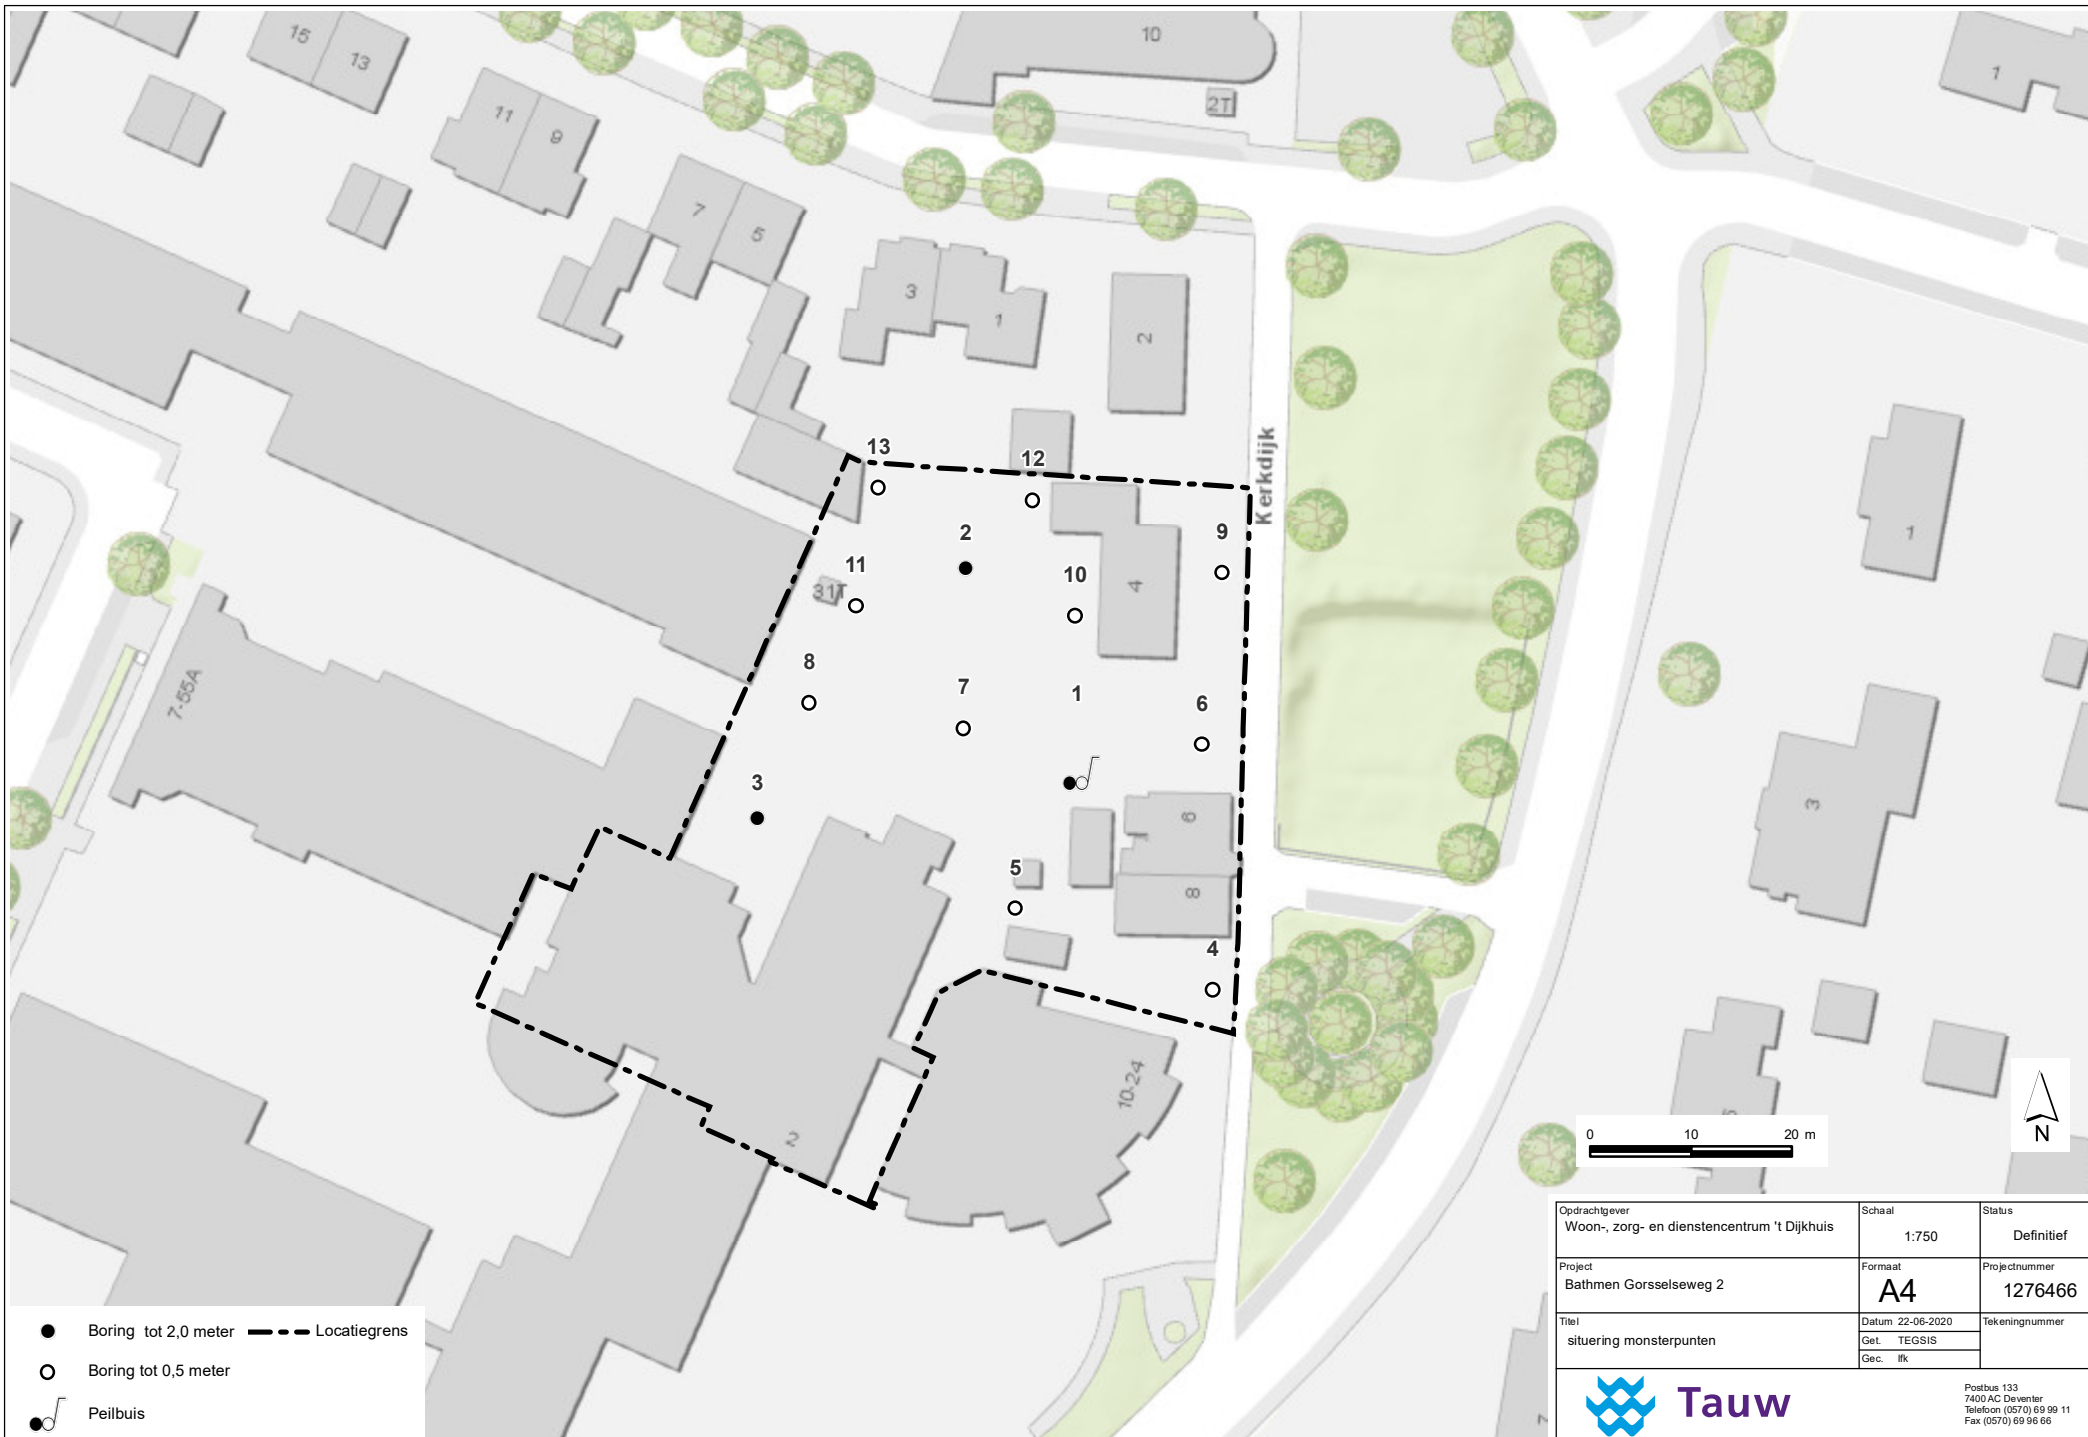 15
13
10
1
2T
11
9
7
5
3
1
2
Kerkdijk
13
12
2
9
11
10
31T
4
1
8
7
1
6
7-55A
3
3
6
5
8
4
10-24
2
5
7
0 10 20 m
N
Boring tot 2,0 meter Locatiegrens
Boring tot 0,5 meter
Peilbuis
Opdrachtgever
Woon-, zorg- en dienstencentrum 't Dijkhuis
Schaal
1:750
Status
Definitief
Project
Bathmen Gorsselseweg 2
Formaat
A4
Projectnummer
1276466
Titel
situering monsterpunten
Datum 22-06-2020
Get. TEGSIS
Gec. lfk
Tekeningnummer
Tauw
Postbus 133
7400 AC Deventer
Telefoon (0570) 69 99 11
Fax (0570) 69 96 66